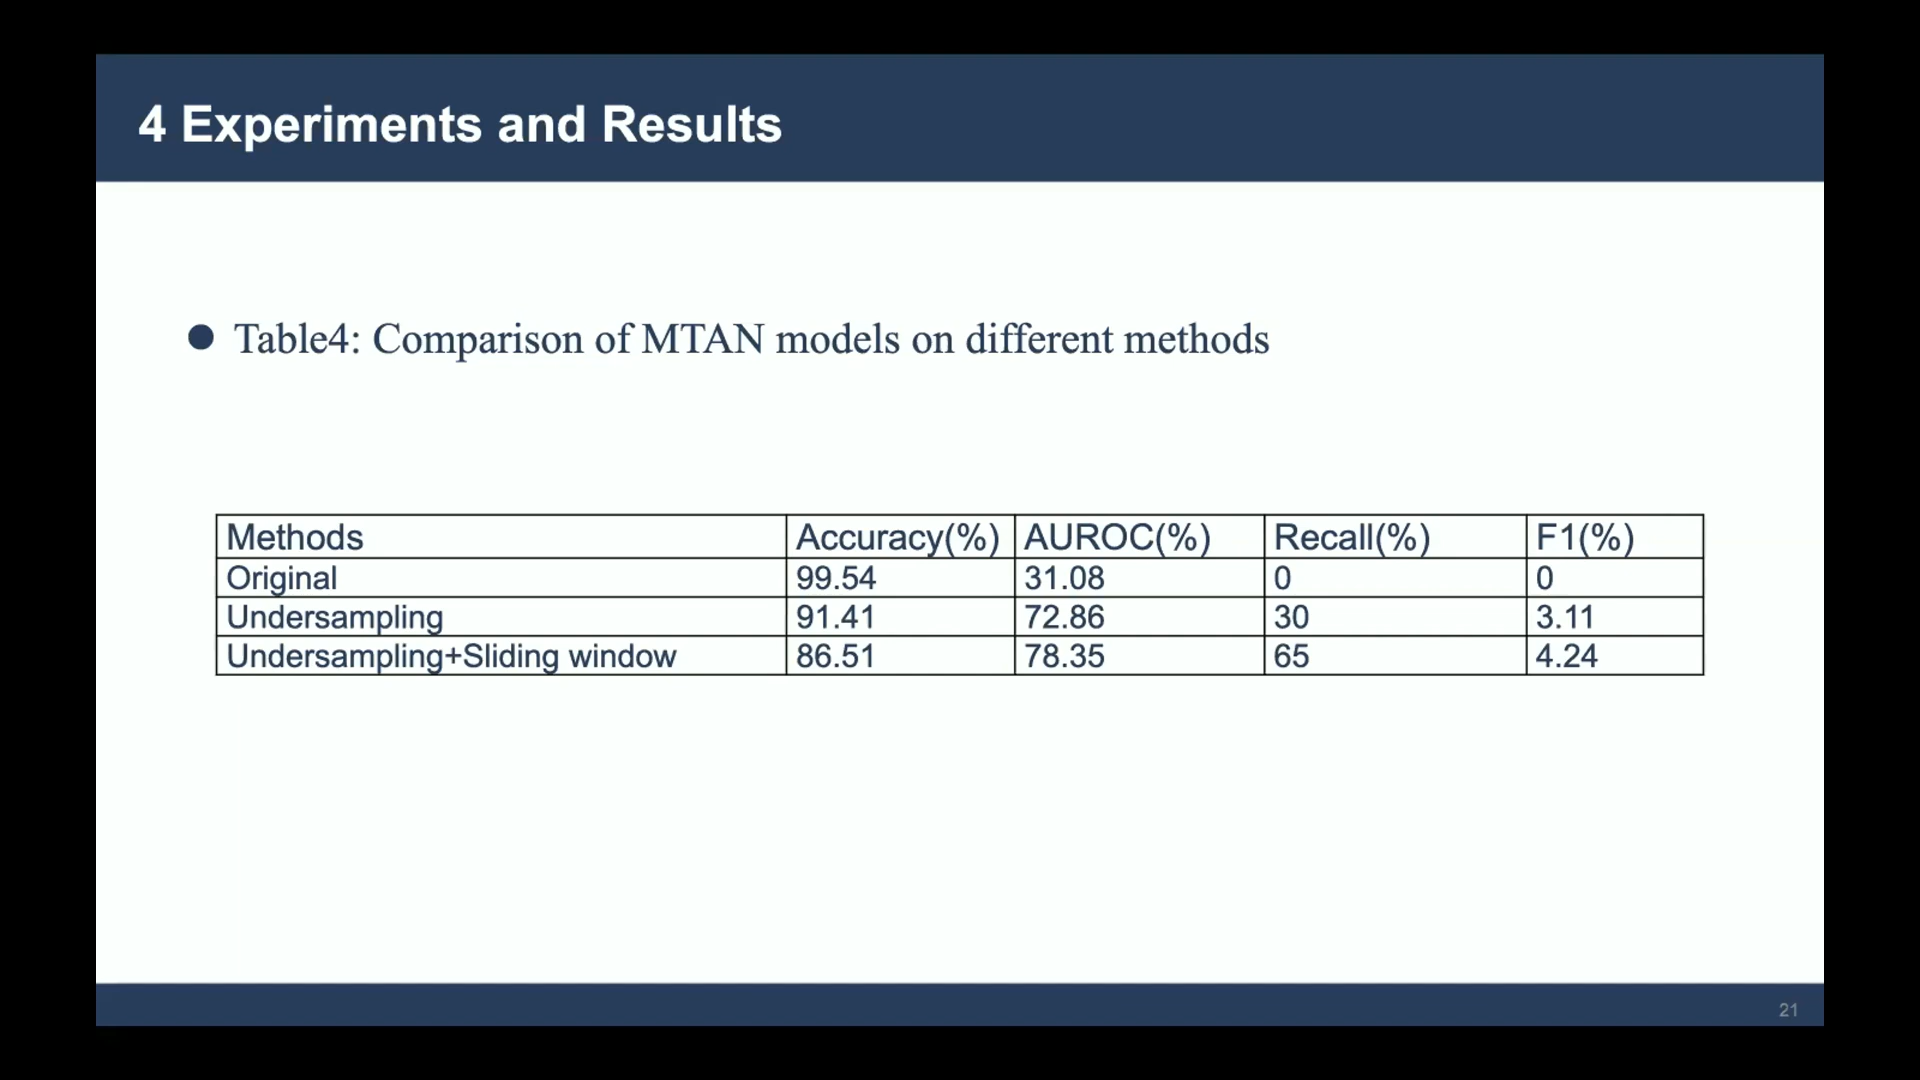 4 Experiments and Results
● Table4: Comparison of MTAN models on different methods
Methods Accuracy(%) AUROC(%) Recall(%) F1(%)
Original 99.54 31.08 0 0
Undersampling 91.41 72.86 30 3.11
Undersampling+Sliding window 86.51 78.35 65 4.24
21